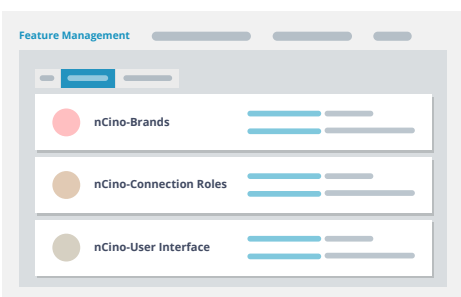 Feature Management
nCino-Brands
nCino-Connection Roles
nCino-User Interface